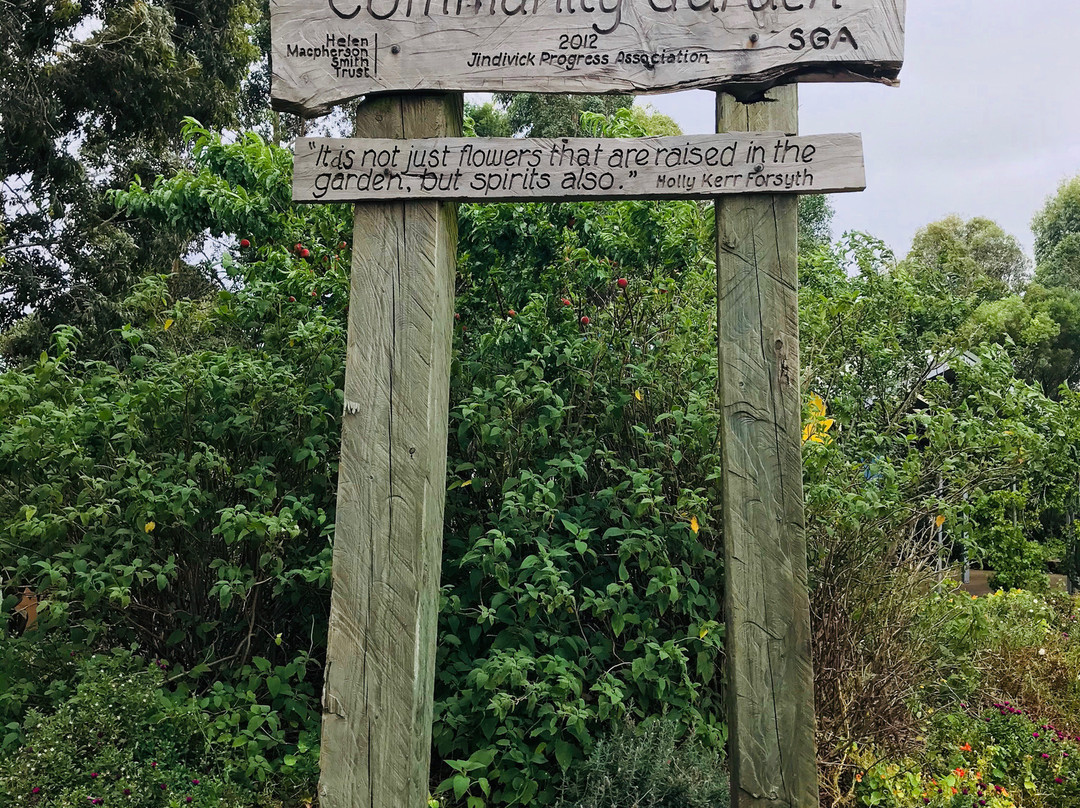 Community Garden
Helen
Macpherson
Smith
Trust
2012
Jindivick Progress Association
SGA
"It is not just flowers that are raised in the
garden, but spirits also." Holly Kerr Forsyth